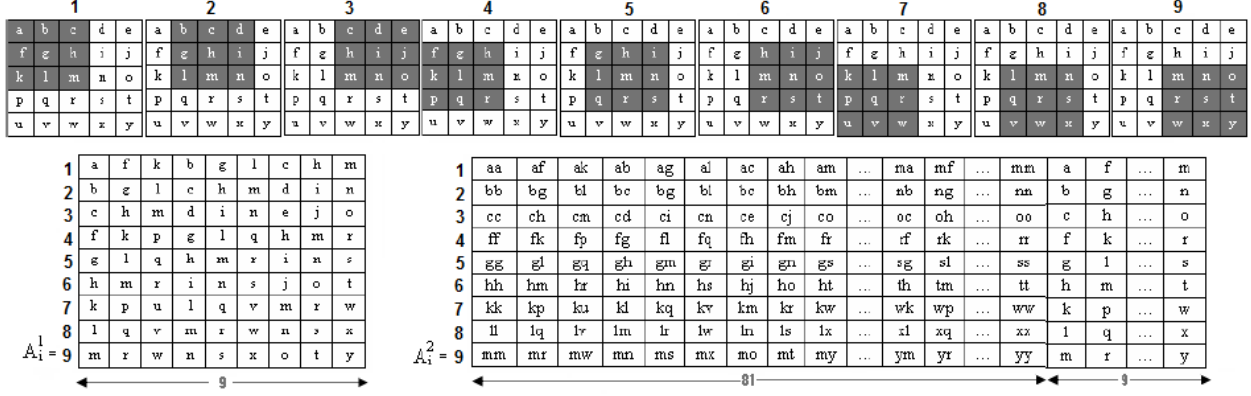 1 2 3 4 5 6 7 8 9
a b c d e a b c d e a b c d e a b c d e a b c d e a b c d e a b c d e a b c d e a b c d e
f g h i j f g h i j f g h i j f g h i j f g h i j f g h i j f g h i j f g h i j f g h i j
k l m n o k l m n o k l m n o k l m n o k l m n o k l m n o k l m n o k l m n o k l m n o
p q r s t p q r s t p q r s t p q r s t p q r s t p q r s t p q r s t p q r s t p q r s t
u v w x y u v w x y u v w x y u v w x y u v w x y u v w x y u v w x y u v w x y u v w x y
1 a f k b g l c h m
2 b g l c h m d i n
3 c h m d i n e j o
4 f k p g l q h m r
5 g l q h m r i n s
6 h m r i n s j o t
7 k p u l q v m r w
8 l q v m r w n s x
A_i^1 = 9 m r w n s x o t y
9
1 aa af ak ab ag al ac ah am ... ma mf ... mm a f ... m
2 bb bg bl bc bg bl bc bh bm ... nb ng ... nn b g ... n
3 cc ch cm cd ci cn ce cj co ... oc oh ... oo c h ... o
4 ff fk fp fg fl fq fh fm fr ... rf rk ... rr f k ... r
5 gg gl gq gh gm gr gi gn gs ... sg sl ... ss g l ... s
6 hh hm hr hi hn hs hj ho ht ... th tm ... tt h m ... t
7 kk kp ku kl kq kv km kr kw ... wk wp ... ww k p ... w
8 ll lq lv lm lr lw ln ls lx ... xl xq ... xx l q ... x
A_i^2 = 9 mm mr mw mn ms mx mo mt my ... ym yr ... yy m r ... y
81 9